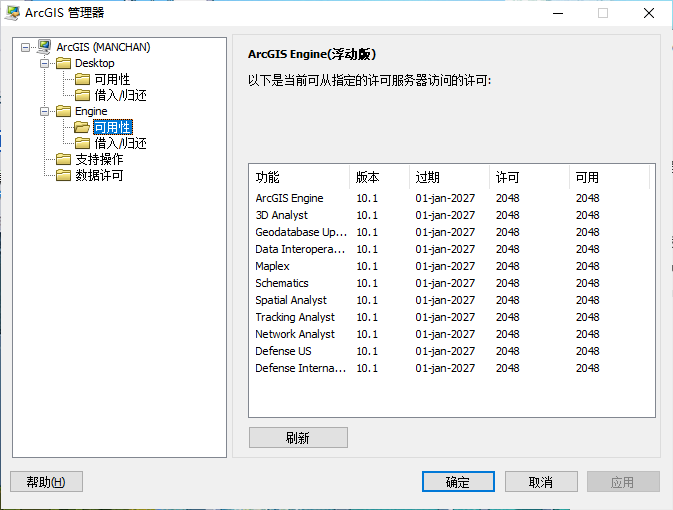 ArcGIS 管理器
ArcGIS (MANCHAN)
Desktop
可用性
借入/归还
Engine
可用性
借入/归还
支持操作
数据许可
ArcGIS Engine(浮动版)
以下是当前可从指定的许可服务器访问的许可:
功能 版本 过期 许可 可用
ArcGIS Engine 10.1 01-jan-2027 2048 2048
3D Analyst 10.1 01-jan-2027 2048 2048
Geodatabase Up... 10.1 01-jan-2027 2048 2048
Data Interopera... 10.1 01-jan-2027 2048 2048
Maplex 10.1 01-jan-2027 2048 2048
Schematics 10.1 01-jan-2027 2048 2048
Spatial Analyst 10.1 01-jan-2027 2048 2048
Tracking Analyst 10.1 01-jan-2027 2048 2048
Network Analyst 10.1 01-jan-2027 2048 2048
Defense US 10.1 01-jan-2027 2048 2048
Defense Interna... 10.1 01-jan-2027 2048 2048
刷新
帮助(H) 确定 取消 应用